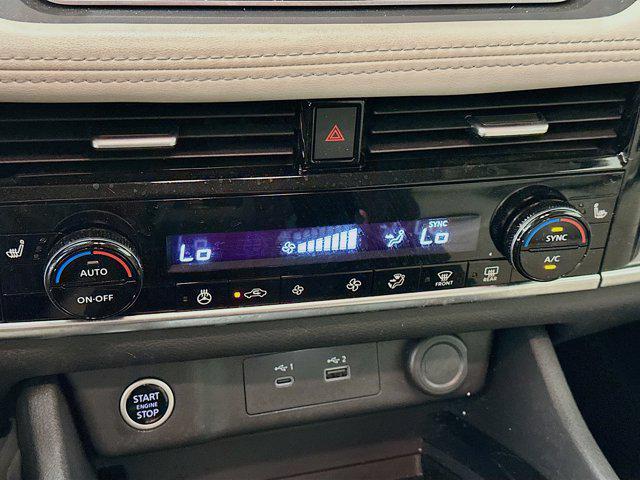 SYNC
Lo
Lo
AUTO
ON·OFF
SYNC
A/C
FRONT
REAR
1
2
START
ENGINE
STOP